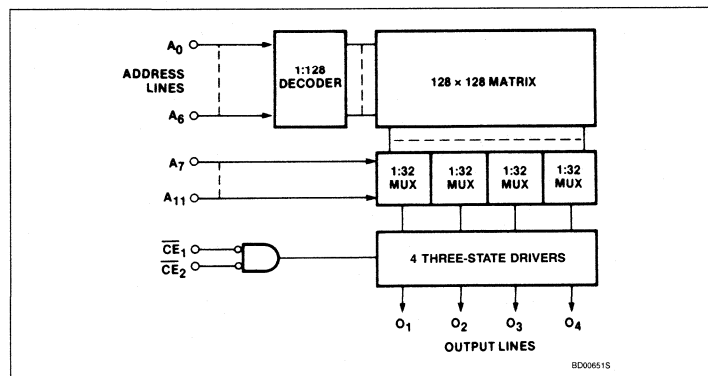 A0
ADDRESS
LINES
A6
1:128
DECODER
128 × 128 MATRIX
A7
A11
1:32
MUX
1:32
MUX
1:32
MUX
1:32
MUX
CE1
CE2
4 THREE-STATE DRIVERS
O1 O2 O3 O4
OUTPUT LINES
BD00651S